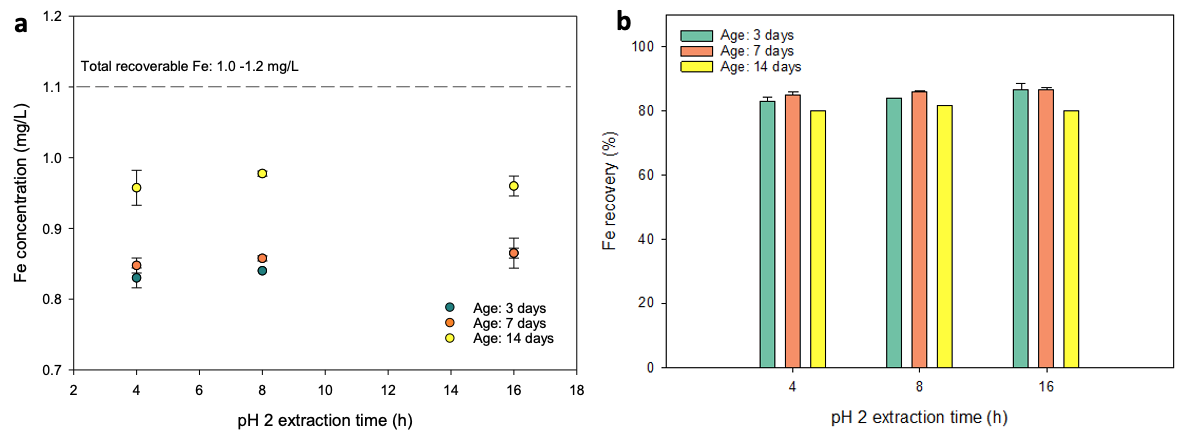 a
1.2
1.1
1.0
0.9
0.8
0.7
Fe concentration (mg/L)
Total recoverable Fe: 1.0 -1.2 mg/L
Age: 3 days
Age: 7 days
Age: 14 days
2 4 6 8 10 12 14 16 18
pH 2 extraction time (h)
b
100
80
60
40
20
0
Fe recovery (%)
Age: 3 days
Age: 7 days
Age: 14 days
4 8 16
pH 2 extraction time (h)